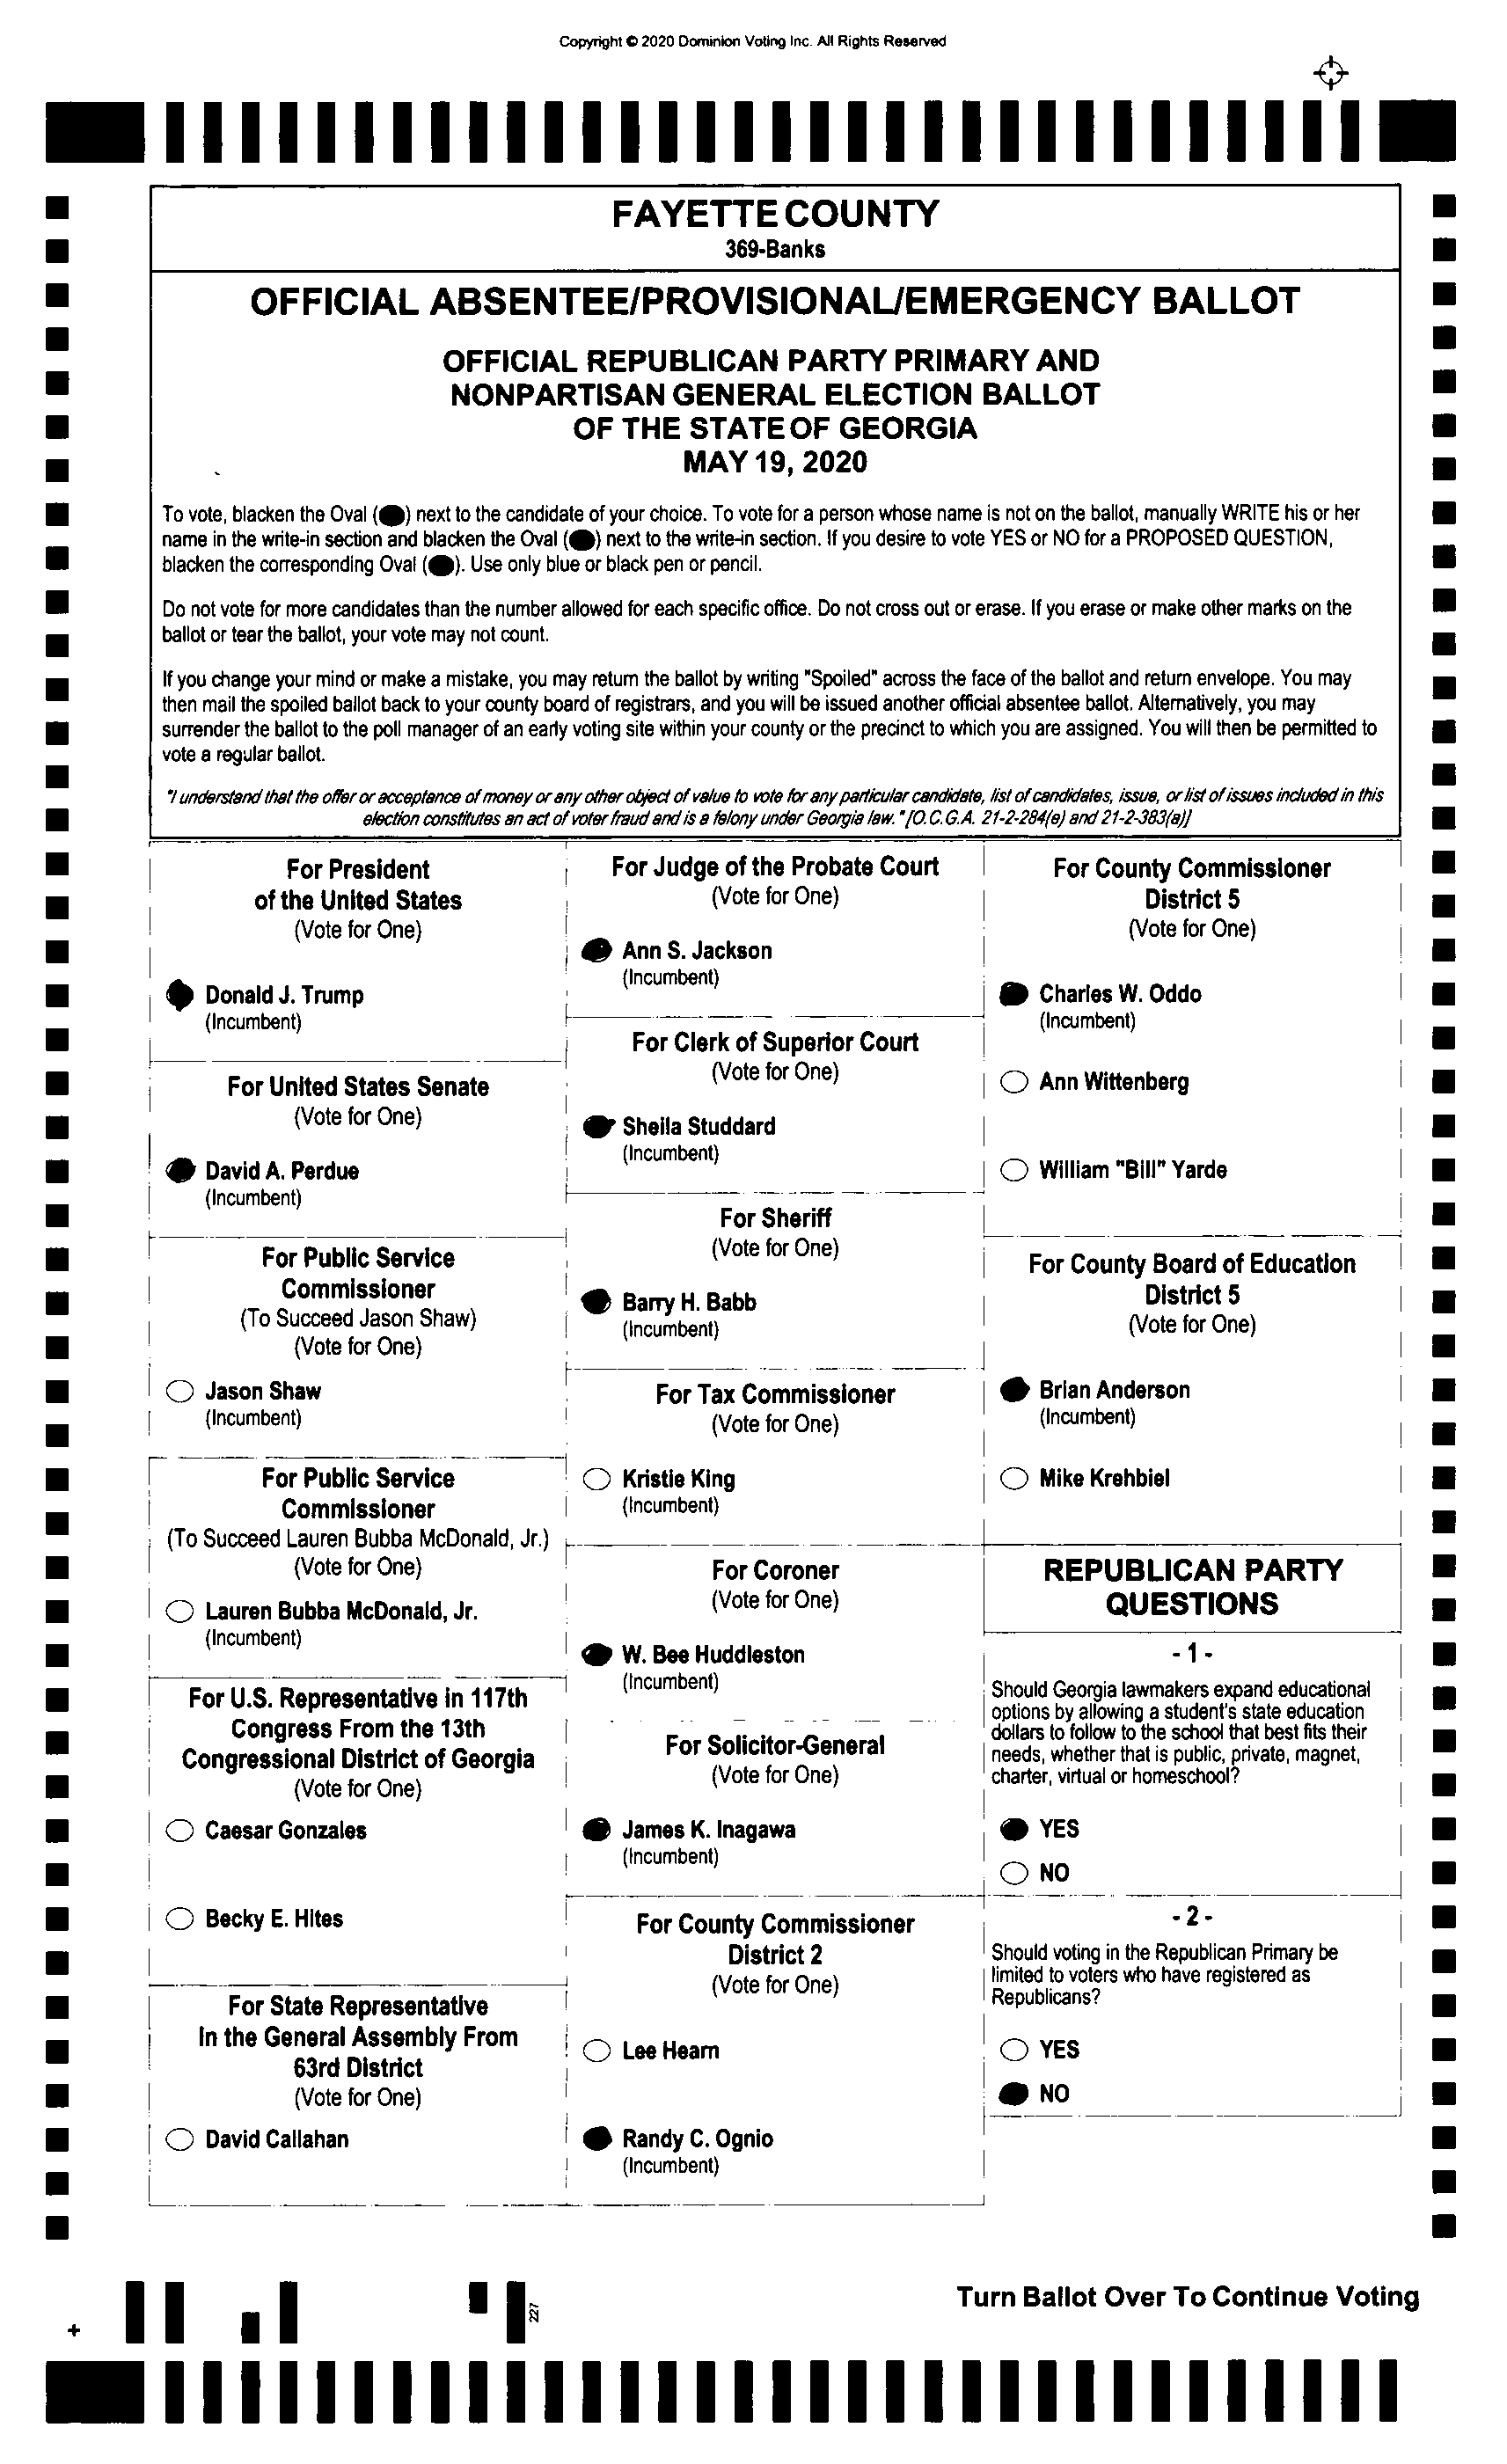 Copyright © 2020 Dominion Voting Inc. All Rights Reserved
FAYETTE COUNTY
369-Banks
OFFICIAL ABSENTEE/PROVISIONAL/EMERGENCY BALLOT
OFFICIAL REPUBLICAN PARTY PRIMARY AND
NONPARTISAN GENERAL ELECTION BALLOT
OF THE STATE OF GEORGIA
MAY 19, 2020
To vote, blacken the Oval ( ) next to the candidate of your choice. To vote for a person whose name is not on the ballot, manually WRITE his or her
name in the write-in section and blacken the Oval ( ) next to the write-in section. If you desire to vote YES or NO for a PROPOSED QUESTION,
blacken the corresponding Oval ( ). Use only blue or black pen or pencil.
Do not vote for more candidates than the number allowed for each specific office. Do not cross out or erase. If you erase or make other marks on the
ballot or tear the ballot, your vote may not count.
If you change your mind or make a mistake, you may return the ballot by writing "Spoiled" across the face of the ballot and return envelope. You may
then mail the spoiled ballot back to your county board of registrars, and you will be issued another official absentee ballot. Alternatively, you may
surrender the ballot to the poll manager of an early voting site within your county or the precinct to which you are assigned. You will then be permitted to
vote a regular ballot.
"I understand that the offer or acceptance of money or any other object of value to vote for any particular candidate, list of candidates, issue, or list of issues included in this
election constitutes an act of voter fraud and is a felony under Georgia law." [O.C.G.A. 21-2-284(e) and 21-2-383(a)]
For President
of the United States
(Vote for One)
Donald J. Trump
(Incumbent)
For United States Senate
(Vote for One)
David A. Perdue
(Incumbent)
For Public Service
Commissioner
(To Succeed Jason Shaw)
(Vote for One)
Jason Shaw
(Incumbent)
For Public Service
Commissioner
(To Succeed Lauren Bubba McDonald, Jr.)
(Vote for One)
Lauren Bubba McDonald, Jr.
(Incumbent)
For U.S. Representative in 117th
Congress From the 13th
Congressional District of Georgia
(Vote for One)
Caesar Gonzales
Becky E. Hites
For State Representative
In the General Assembly From
63rd District
(Vote for One)
David Callahan
For Judge of the Probate Court
(Vote for One)
Ann S. Jackson
(Incumbent)
For Clerk of Superior Court
(Vote for One)
Sheila Studdard
(Incumbent)
For Sheriff
(Vote for One)
Barry H. Babb
(Incumbent)
For Tax Commissioner
(Vote for One)
Kristie King
(Incumbent)
For Coroner
(Vote for One)
W. Bee Huddleston
(Incumbent)
For Solicitor-General
(Vote for One)
James K. Inagawa
(Incumbent)
For County Commissioner
District 2
(Vote for One)
Lee Hearn
Randy C. Ognio
(Incumbent)
For County Commissioner
District 5
(Vote for One)
Charles W. Oddo
(Incumbent)
Ann Wittenberg
William "Bill" Yarde
For County Board of Education
District 5
(Vote for One)
Brian Anderson
(Incumbent)
Mike Krehbiel
REPUBLICAN PARTY
QUESTIONS
- 1 -
Should Georgia lawmakers expand educational
options by allowing a student's state education
dollars to follow to the school that best fits their
needs, whether that is public, private, magnet,
charter, virtual or homeschool?
YES
NO
- 2 -
Should voting in the Republican Primary be
limited to voters who have registered as
Republicans?
YES
NO
Turn Ballot Over To Continue Voting
227